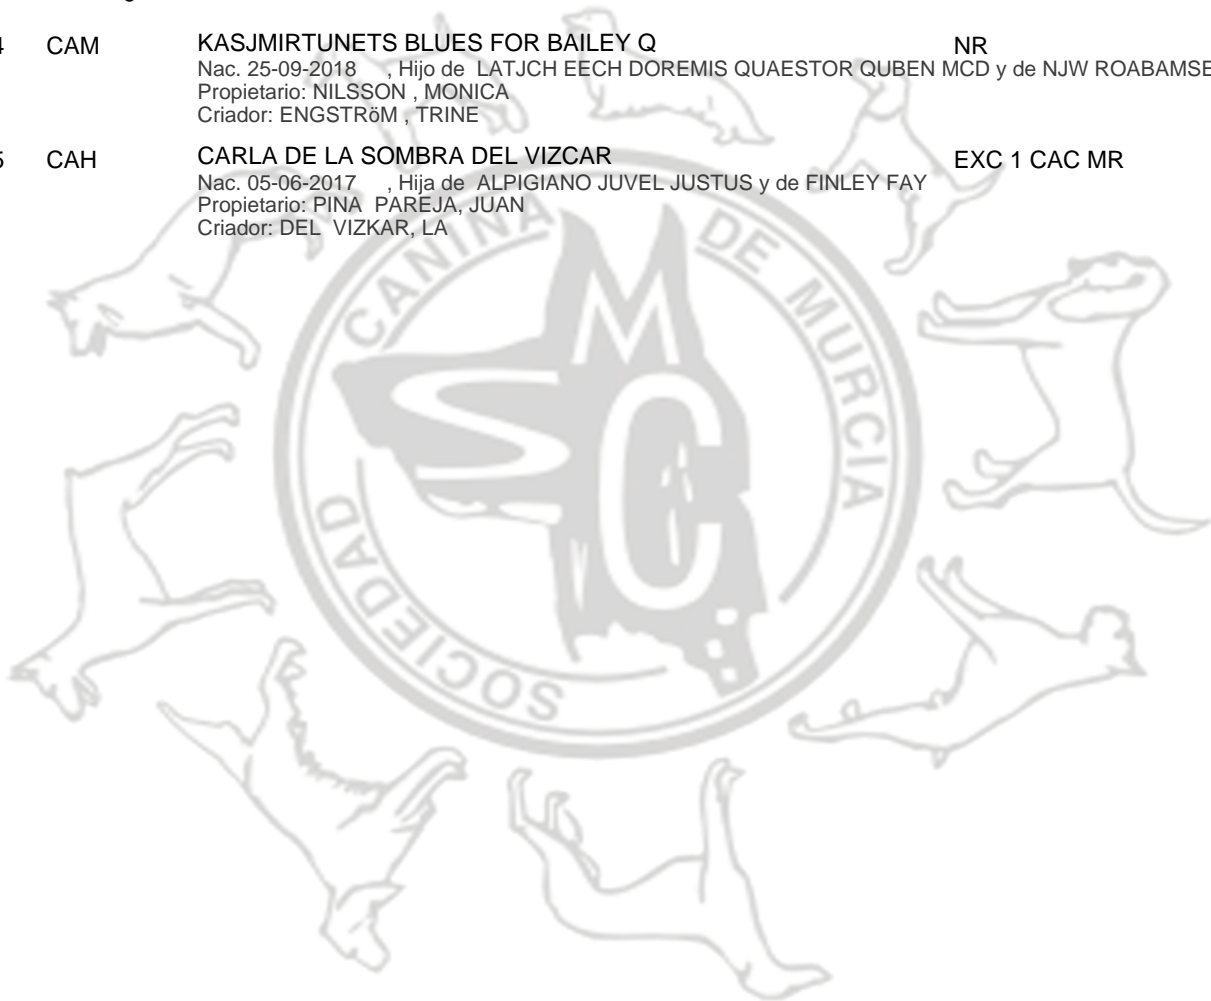 CAM KASJMIRTUNETS BLUES FOR BAILEY Q NR
Nac. 25-09-2018 , Hijo de LATJCH EECH DOREMIS QUAESTOR QUBEN MCD y de NJW ROABAMSE
Propietario: NILSSON , MONICA
Criador: ENGSTRöM , TRINE
5 CAH CARLA DE LA SOMBRA DEL VIZCAR EXC 1 CAC MR
Nac. 05-06-2017 , Hija de ALPIGIANO JUVEL JUSTUS y de FINLEY FAY
Propietario: PINA PAREJA, JUAN
Criador: DEL VIZKAR, LA
SOCIEDAD CANINA DE MURCIA
S M C